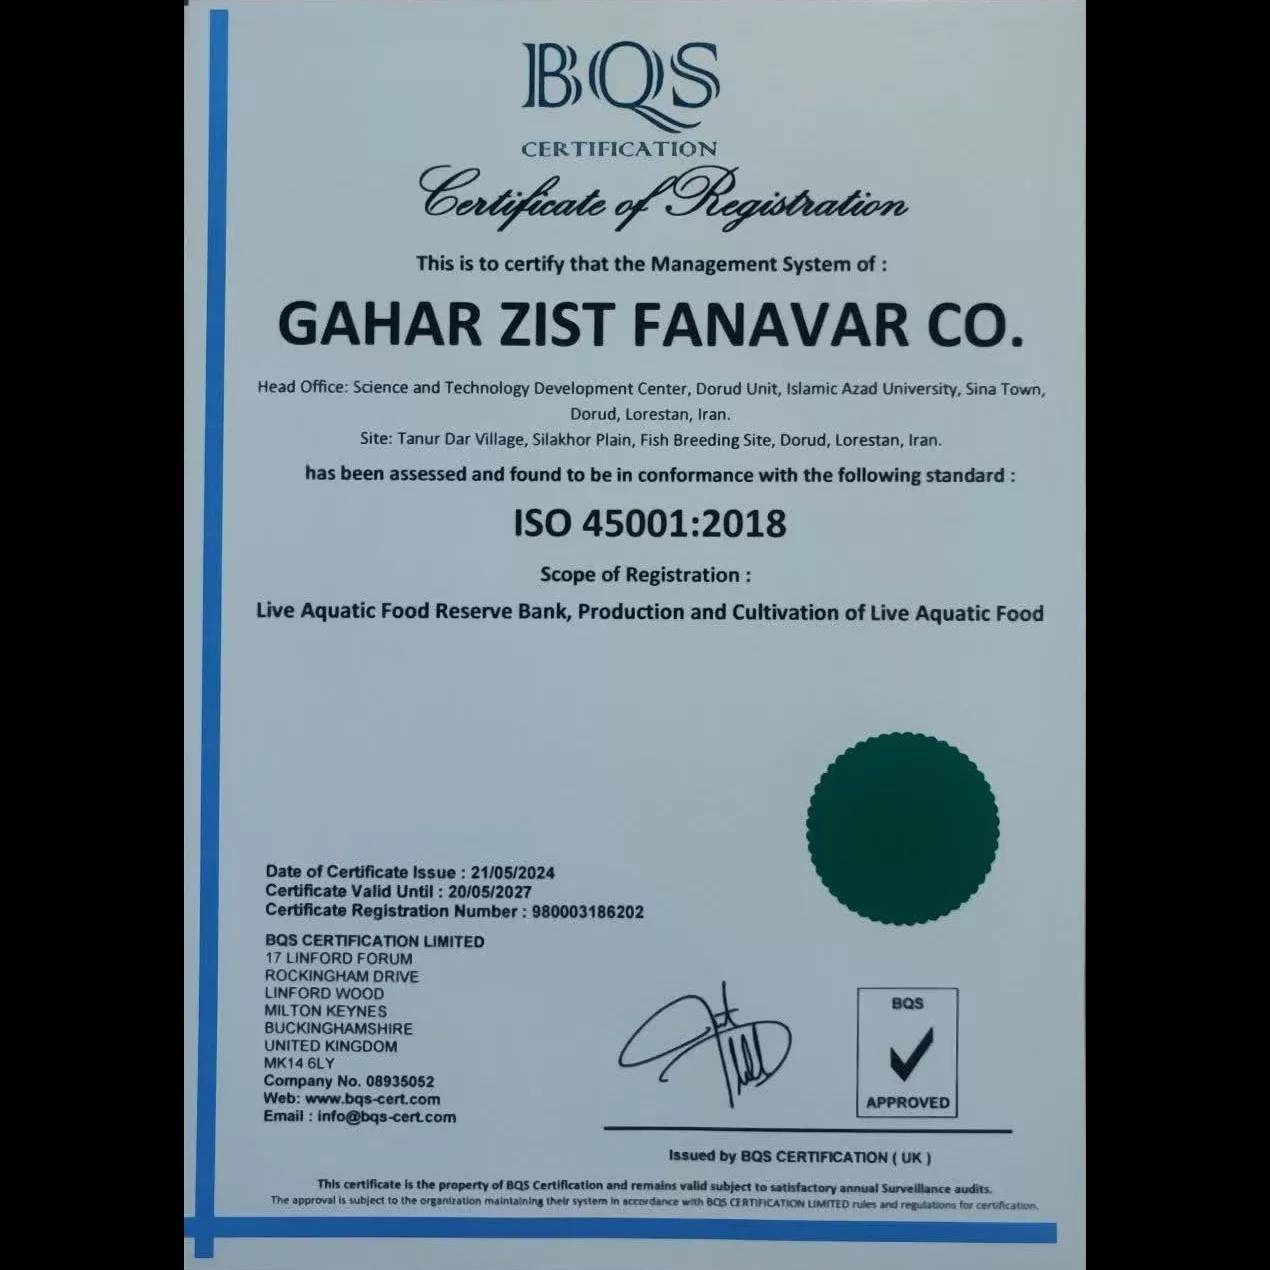 BQS
CERTIFICATION
Certificate of Registration
This is to certify that the Management System of :
GAHAR ZIST FANAVAR CO.
Head Office: Science and Technology Development Center, Dorud Unit, Islamic Azad University, Sina Town,
Dorud, Lorestan, Iran.
Site: Tanur Dar Village, Silakhor Plain, Fish Breeding Site, Dorud, Lorestan, Iran.
has been assessed and found to be in conformance with the following standard :
ISO 45001:2018
Scope of Registration :
Live Aquatic Food Reserve Bank, Production and Cultivation of Live Aquatic Food
Date of Certificate Issue : 21/05/2024
Certificate Valid Until : 20/05/2027
Certificate Registration Number : 980003186202
BQS CERTIFICATION LIMITED
17 LINFORD FORUM
ROCKINGHAM DRIVE
LINFORD WOOD
MILTON KEYNES
BUCKINGHAMSHIRE
UNITED KINGDOM
MK14 6LY
Company No. 08935052
Web: www.bqs-cert.com
Email : info@bqs-cert.com
BQS
APPROVED
Issued by BQS CERTIFICATION ( UK )
This certificate is the property of BQS Certification and remains valid subject to satisfactory annual Surveillance audits.
The approval is subject to the organization maintaining their system in accordance with BQS CERTIFICATION LIMITED rules and regulations for certification.